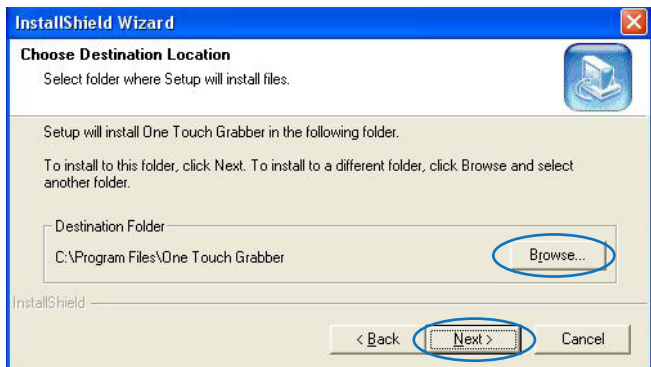 InstallShield Wizard
Choose Destination Location
Select folder where Setup will install files.
Setup will install One Touch Grabber in the following folder.
To install to this folder, click Next. To install to a different folder, click Browse and select
another folder.
Destination Folder
C:\Program Files\One Touch Grabber
Browse...
InstallShield
< Back
Next >
Cancel